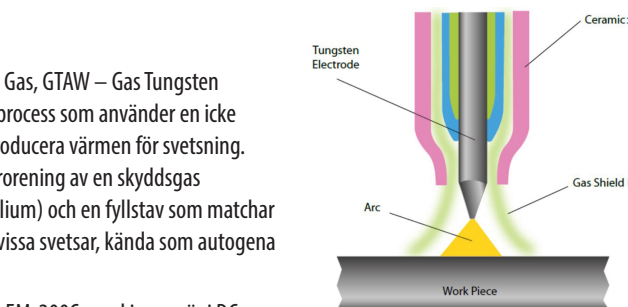 Gas, GTAW – Gas Tungsten
process som använder en icke
oducera värmen för svetsning.
rorening av en skyddsgas
lium) och en fyllstav som matchar
vissa svetsar, kända som autogena
Tungsten
Electrode
Ceramic
Gas Shield
Arc
Work Piece